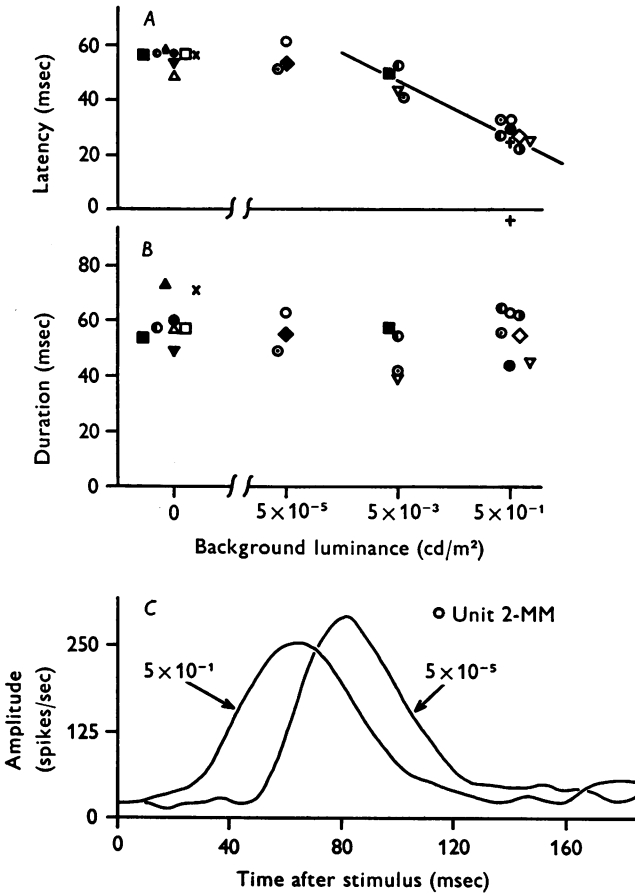 A
Latency (msec)
60
40
20
0
B
Duration (msec)
80
60
40
20
0
0
5×10⁻⁵
5×10⁻³
5×10⁻¹
Background luminance (cd/m²)
C
Unit 2-MM
5×10⁻¹
5×10⁻⁵
Amplitude
(spikes/sec)
250
125
0
0
40
80
120
160
Time after stimulus (msec)